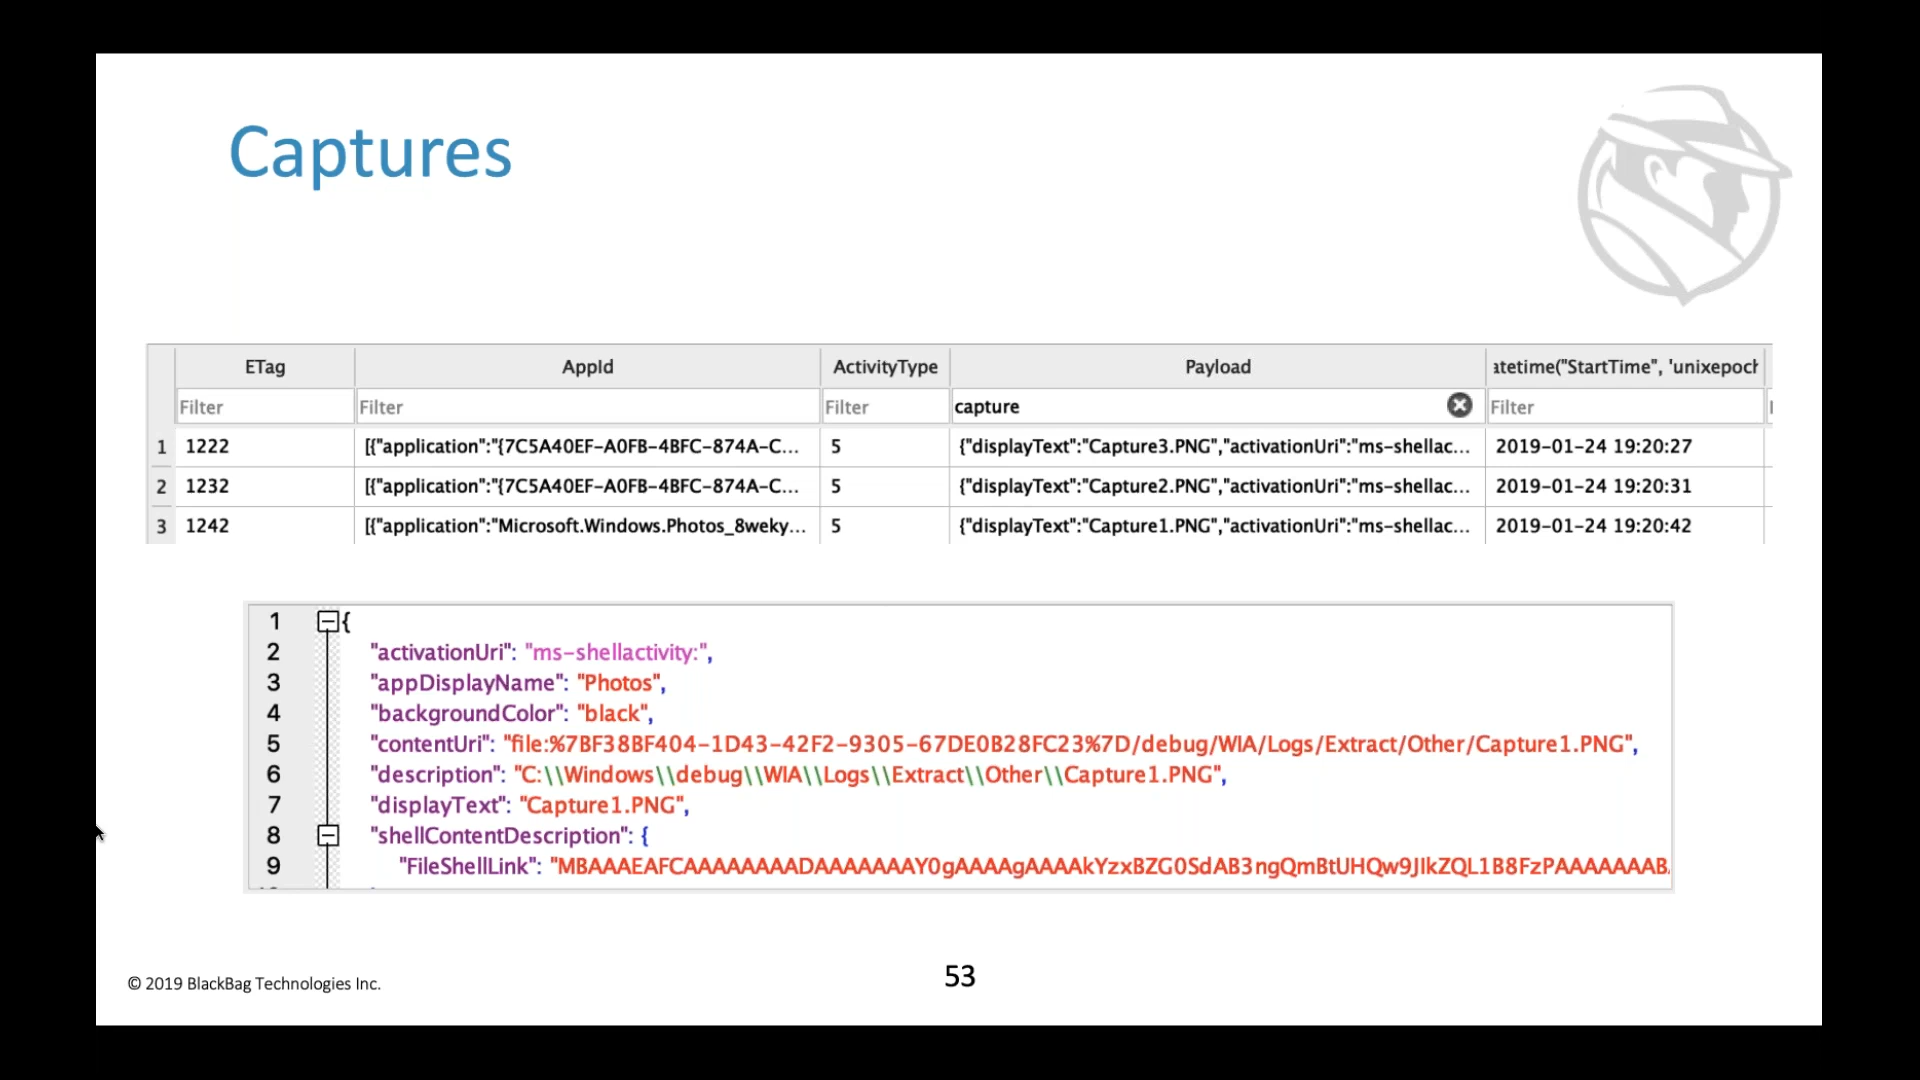 Captures
ETag AppId ActivityType Payload atetime("StartTime", 'unixepoch
Filter Filter Filter capture Filter
1 1222 [{"application":"{7C5A40EF-A0FB-4BFC-874A-C... 5 {"displayText":"Capture3.PNG","activationUri":"ms-shellac... 2019-01-24 19:20:27
2 1232 [{"application":"{7C5A40EF-A0FB-4BFC-874A-C... 5 {"displayText":"Capture2.PNG","activationUri":"ms-shellac... 2019-01-24 19:20:31
3 1242 [{"application":"Microsoft.Windows.Photos_8weky... 5 {"displayText":"Capture1.PNG","activationUri":"ms-shellac... 2019-01-24 19:20:42
1 {
2 "activationUri": "ms-shellactivity:",
3 "appDisplayName": "Photos",
4 "backgroundColor": "black",
5 "contentUri": "file:%7BF38BF404-1D43-42F2-9305-67DE0B28FC23%7D/debug/WIA/Logs/Extract/Other/Capture1.PNG",
6 "description": "C:\\Windows\\debug\\WIA\\Logs\\Extract\\Other\\Capture1.PNG",
7 "displayText": "Capture1.PNG",
8 "shellContentDescription": {
9 "FileShellLink": "MBAAAEAFCAAAAAAAADAAAAAAAY0gAAAAgAAAAkYzxBZG0SdAB3ngQmBtUHQw9JIkZQL1B8FzPAAAAAAAB
© 2019 BlackBag Technologies Inc.
53